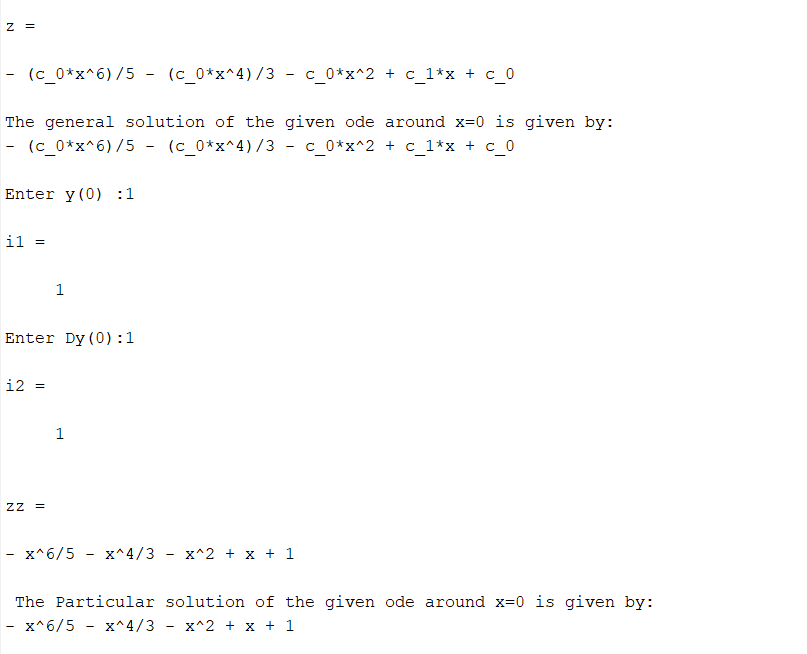 z =
- (c_0*x^6)/5 - (c_0*x^4)/3 - c_0*x^2 + c_1*x + c_0
The general solution of the given ode around x=0 is given by:
- (c_0*x^6)/5 - (c_0*x^4)/3 - c_0*x^2 + c_1*x + c_0
Enter y(0) :1
i1 =
1
Enter Dy(0):1
i2 =
1
zz =
- x^6/5 - x^4/3 - x^2 + x + 1
The Particular solution of the given ode around x=0 is given by:
- x^6/5 - x^4/3 - x^2 + x + 1